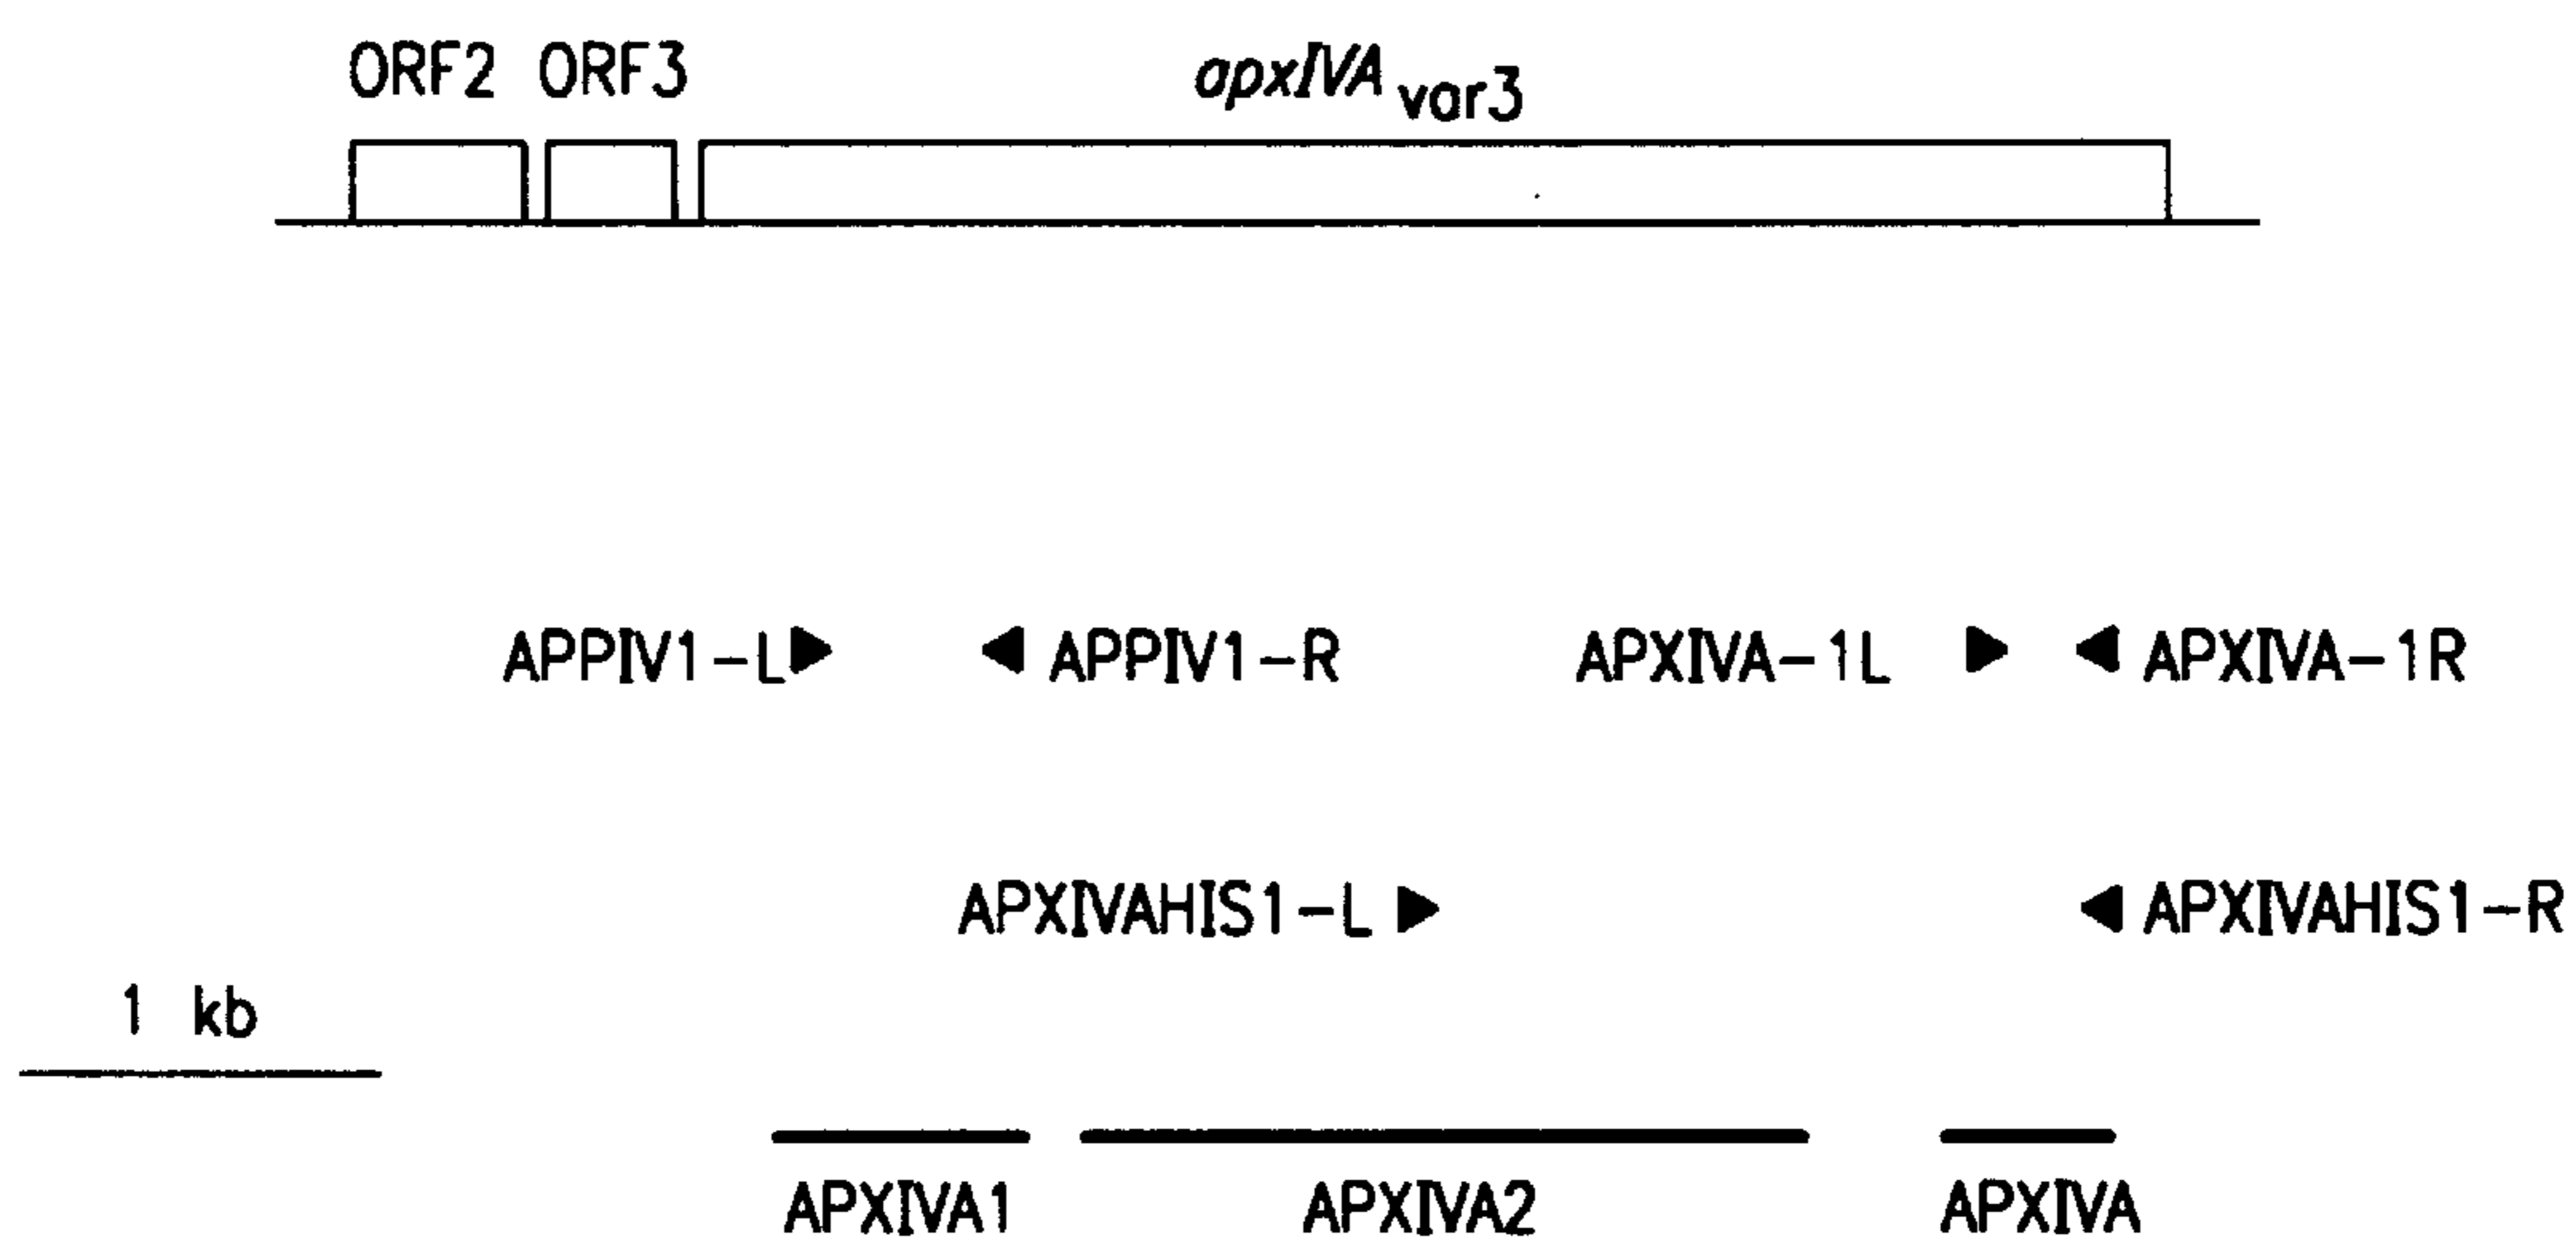 ORF2 ORF3 apxIVA var3
APPIV1-L APPIV1-R APXIVA-1L APXIVA-1R
APXIVAHIS1-L APXIVAHIS1-R
1 kb
APXIVA1 APXIVA2 APXIVA